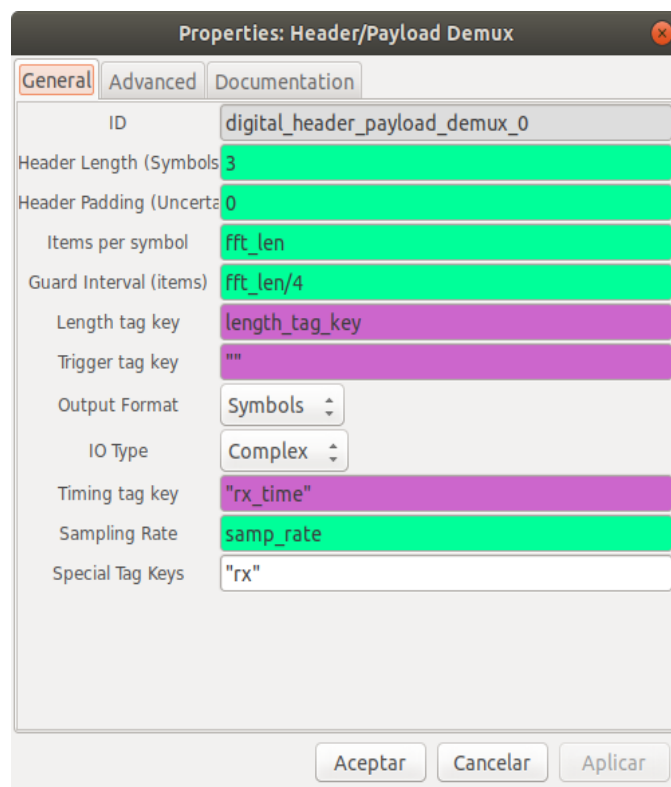 Properties: Header/Payload Demux
General Advanced Documentation
ID digital_header_payload_demux_0
Header Length (Symbols 3
Header Padding (Uncerta 0
Items per symbol fft_len
Guard Interval (items) fft_len/4
Length tag key length_tag_key
Trigger tag key ""
Output Format Symbols
IO Type Complex
Timing tag key "rx_time"
Sampling Rate samp_rate
Special Tag Keys "rx"
Aceptar Cancelar Aplicar